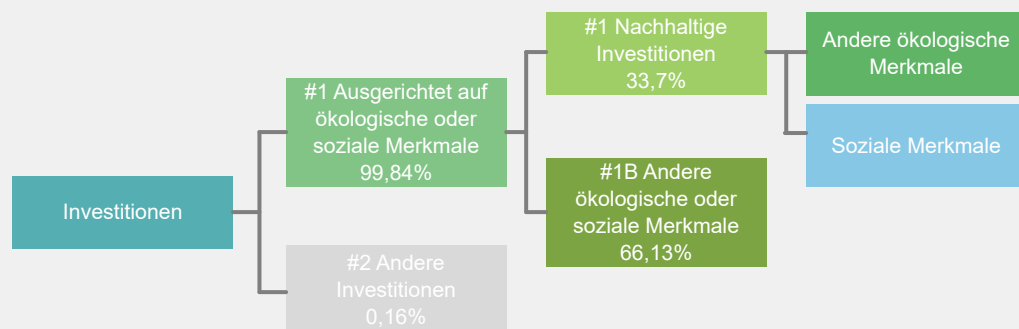 Investitionen
#1 Ausgerichtet auf
ökologische oder
soziale Merkmale
99,84%
#2 Andere
Investitionen
0,16%
#1 Nachhaltige
Investitionen
33,7%
#1B Andere
ökologische oder
soziale Merkmale
66,13%
Andere ökologische
Merkmale
Soziale Merkmale